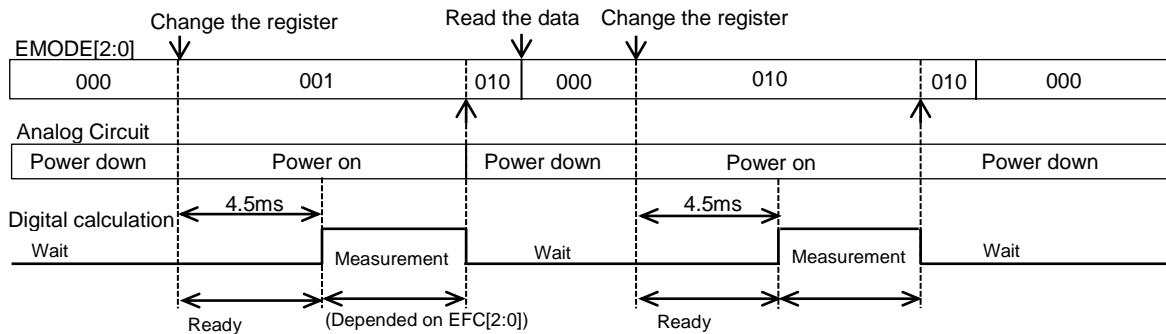 Change the register Read the data Change the register
EMODE[2:0]
000 001 010 000 010 010 000
Analog Circuit
Power down Power on Power down Power on Power down
4.5ms 4.5ms
Digital calculation
Wait Measurement Wait Measurement Wait
Ready (Depended on EFC[2:0]) Ready